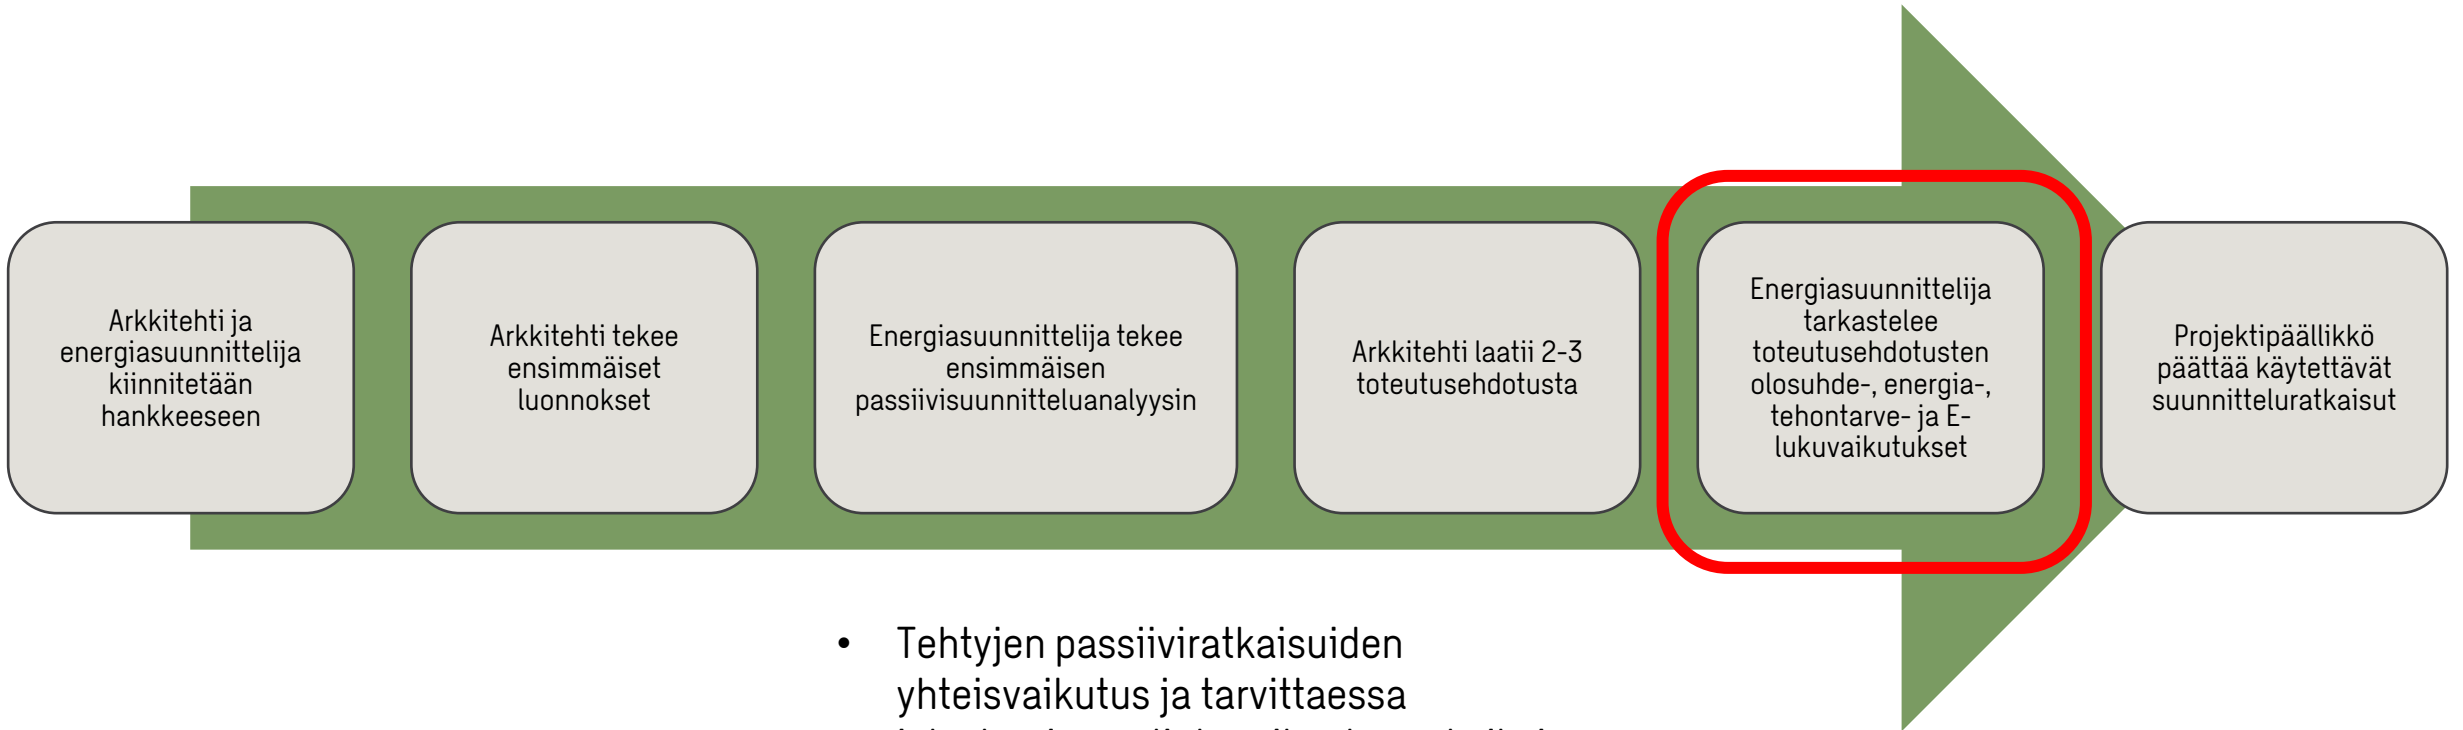 Arkkitehti ja
energiasuunnittelija
kiinnitetään
hankkeeseen
Arkkitehti tekee
ensimmäiset
luonnokset
Energiasuunnittelija tekee
ensimmäisen
passiivisuunnitteluanalyysin
Arkkitehti laatii 2-3
toteutusehdotusta
Energiasuunnittelija
tarkastelee
toteutusehdotusten
olosuhde-, energia-,
tehontarve- ja E-
lukuvaikutukset
Projektipäällikkö
päättää käytettävät
suunnitteluratkaisut
• Tehtyjen passiiviratkaisuiden
yhteisvaikutus ja tarvittaessa